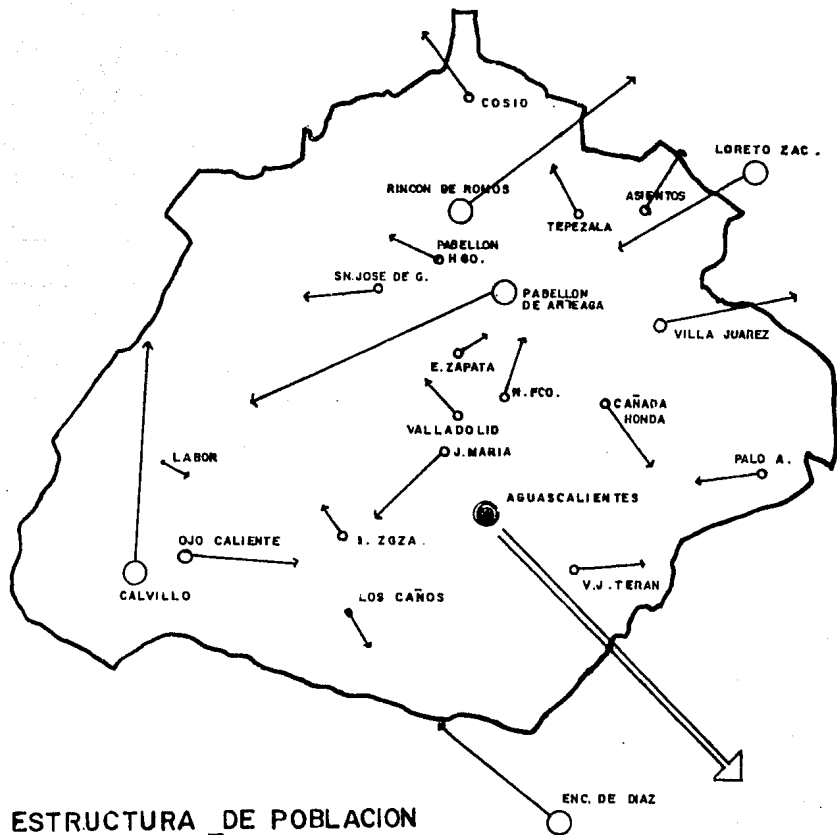 COSIO
LORETO ZAC.
RINCON DE ROMOS
ASIENTOS
TEPEZALA
PABELLON
HGO.
SN. JOSE DE G.
PABELLON
DE ARTEAGA
VILLA JUAREZ
E. ZAPATA
CAÑADA
HONDA
VALLADOLID
J. MARIA
LABOR
PALO A.
AGUASCALIENTES
OJO CALIENTE
V.J. TERAN
CALVILLO
LOS CAÑOS
ENC. DE DIAZ
ESTRUCTURA DE POBLACION